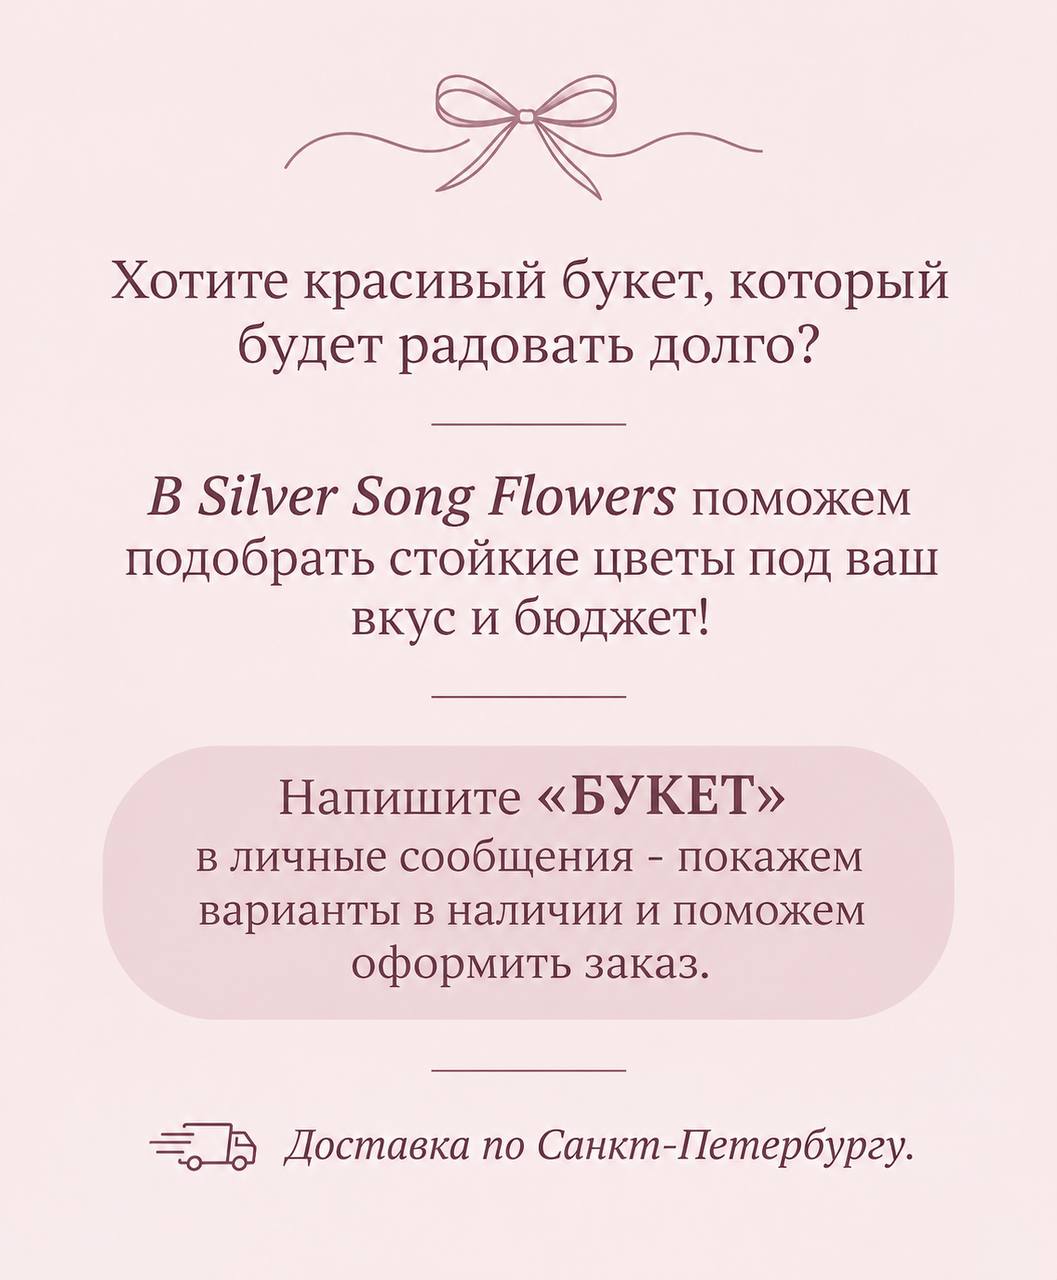 Хотите красивый букет, который
будет радовать долго?
В Silver Song Flowers поможем
подобрать стойкие цветы под ваш
вкус и бюджет!
Напишите «БУКЕТ»
в личные сообщения - покажем
варианты в наличии и поможем
оформить заказ.
Доставка по Санкт-Петербургу.